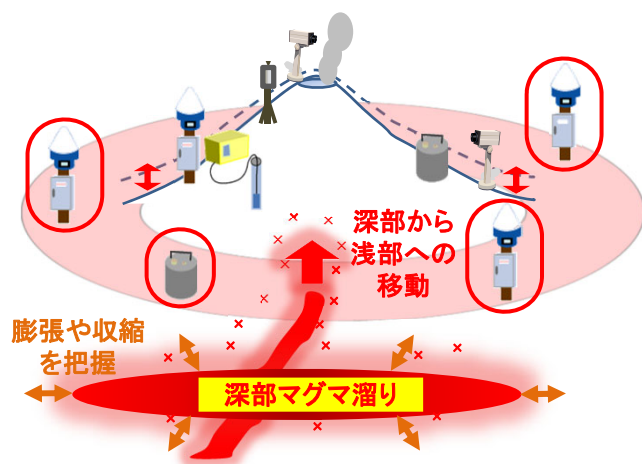 深部から
浅部への
移動
膨張や収縮
を把握
深部マグマ溜り